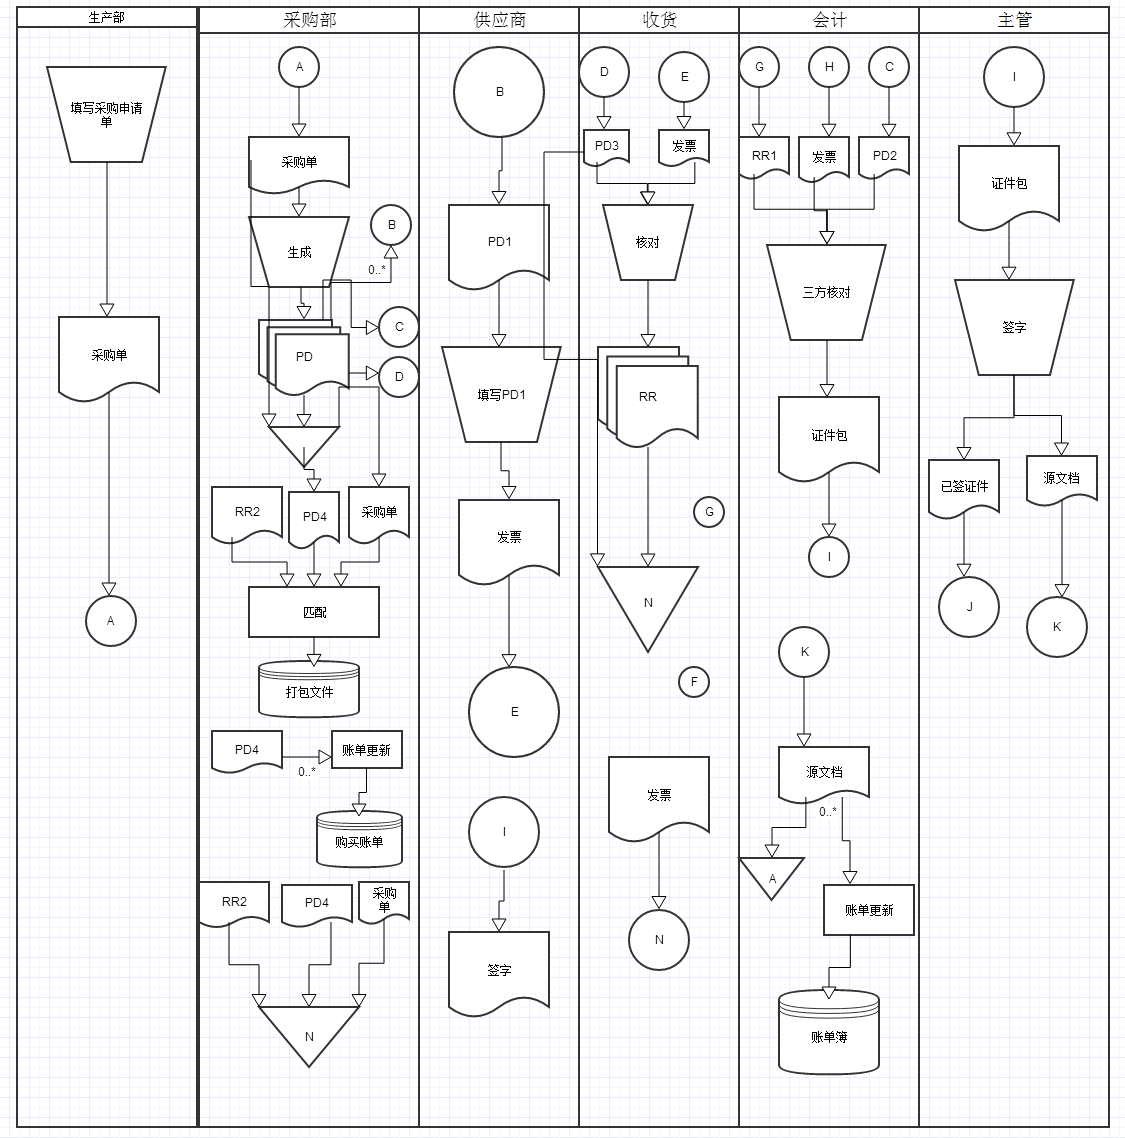 生产部
采购部
供应商
收货
会计
主管
填写采购申请
单
采购单
A
A
采购单
生成
B
0..*
C
PD
D
RR2
PD4
采购单
匹配
打包文件
PD4
0..*
账单更新
购买账单
RR2
PD4
采购
单
N
B
PD1
填写PD1
发票
E
I
签字
D
E
PD3
发票
核对
RR
G
N
F
发票
N
G
H
C
RR1
发票
PD2
三方核对
证件包
I
K
源文档
0..*
A
账单更新
账单簿
I
证件包
签字
已签证件
源文档
J
K